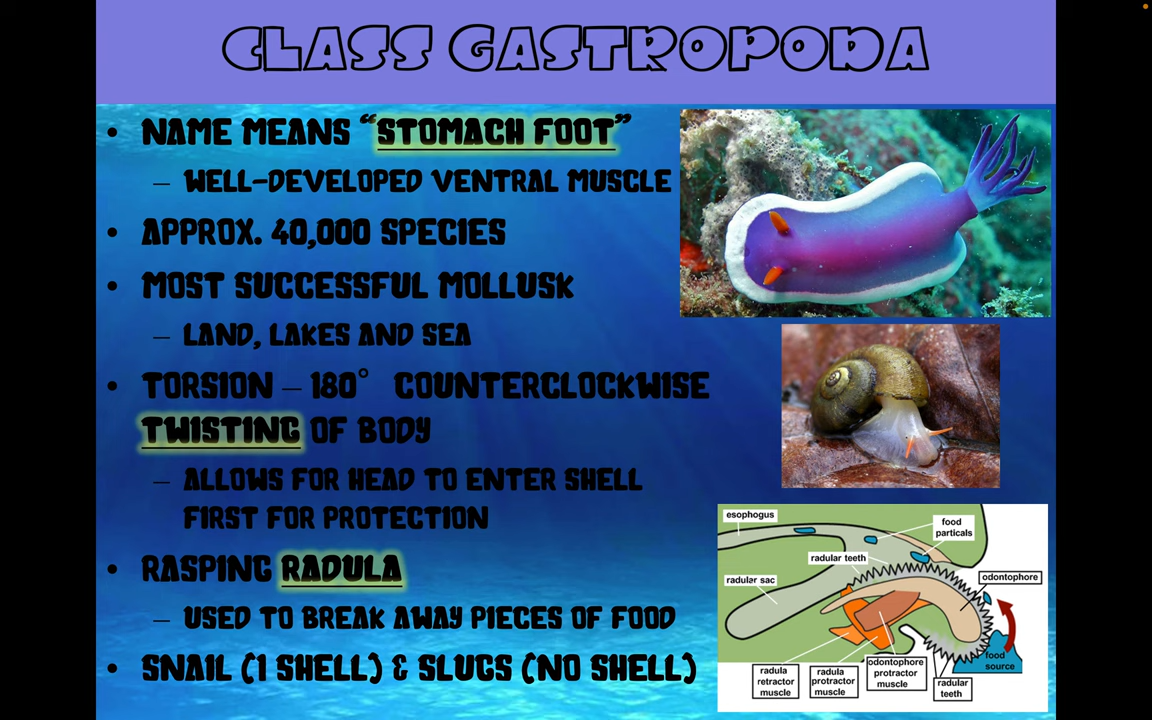 CLASS GASTROPODA
• NAME MEANS “STOMACH FOOT”
– WELL-DEVELOPED VENTRAL MUSCLE
• APPROX. 40,000 SPECIES
• MOST SUCCESSFUL MOLLUSK
– LAND, LAKES AND SEA
• TORSION – 180° COUNTERCLOCKWISE
TWISTING OF BODY
– ALLOWS FOR HEAD TO ENTER SHELL
FIRST FOR PROTECTION
• RASPING RADULA
– USED TO BREAK AWAY PIECES OF FOOD
• SNAIL (1 SHELL) & SLUGS (NO SHELL)
esophogus
food
particals
radular teeth
radular sac
odontophore
food
source
radula
retractor
muscle
radula
protractor
muscle
odontophore
protractor
muscle
radular
teeth